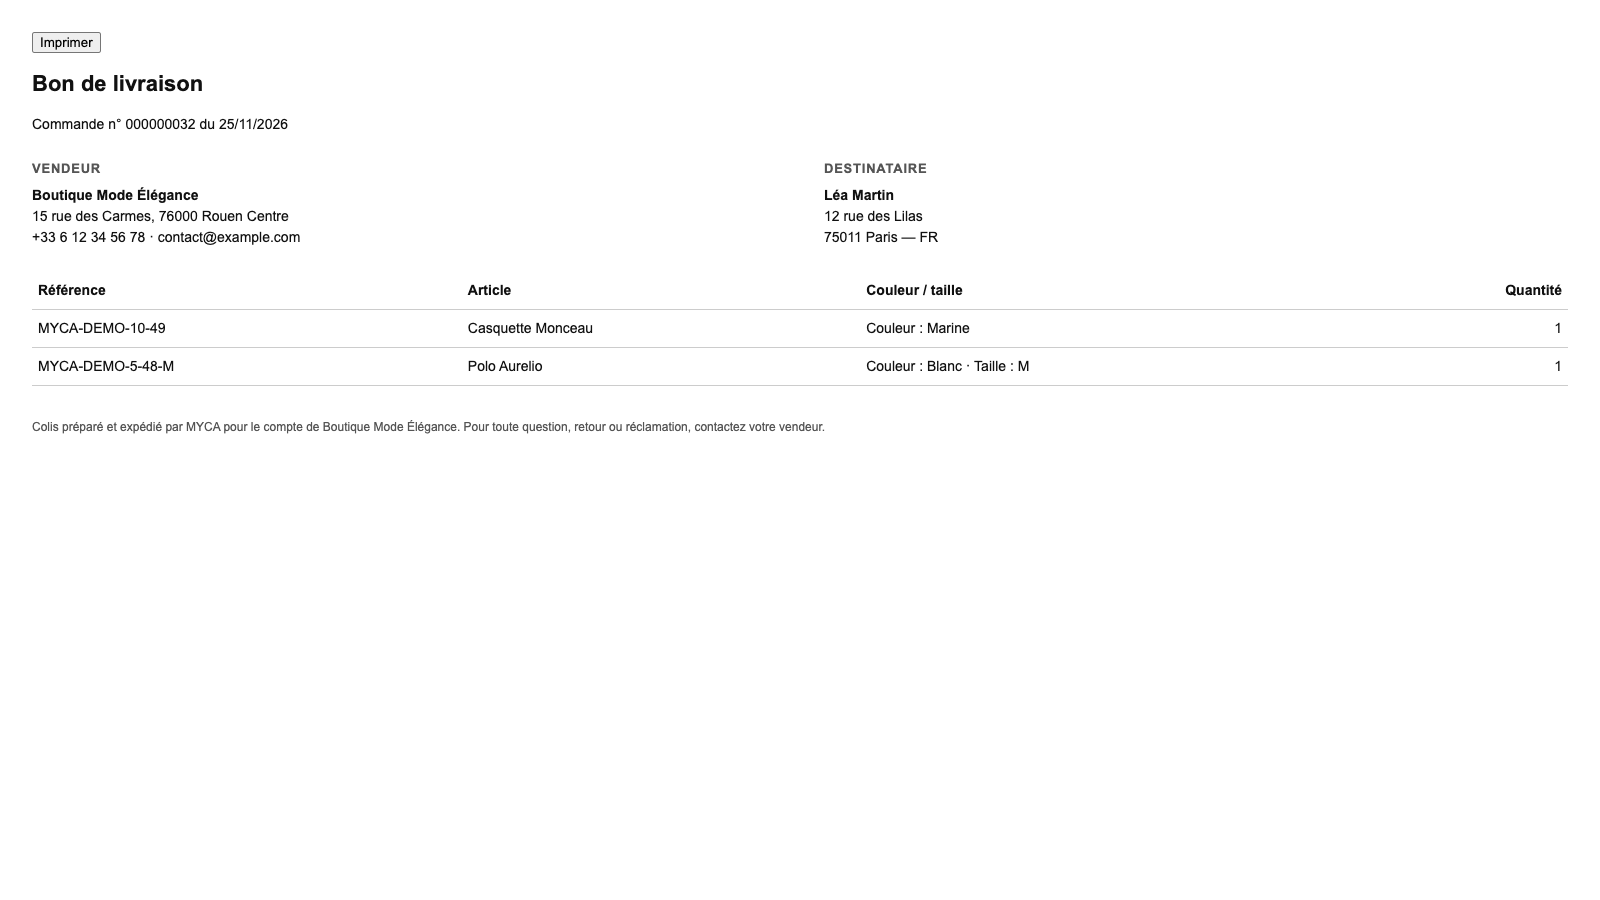 Imprimer
Bon de livraison
Commande n° 000000032 du 25/11/2026
VENDEUR
Boutique Mode Élégance
15 rue des Carmes, 76000 Rouen Centre
+33 6 12 34 56 78 · contact@example.com
DESTINATAIRE
Léa Martin
12 rue des Lilas
75011 Paris — FR
Référence Article Couleur / taille Quantité
MYCA-DEMO-10-49 Casquette Monceau Couleur : Marine 1
MYCA-DEMO-5-48-M Polo Aurelio Couleur : Blanc · Taille : M 1
Colis préparé et expédié par MYCA pour le compte de Boutique Mode Élégance. Pour toute question, retour ou réclamation, contactez votre vendeur.